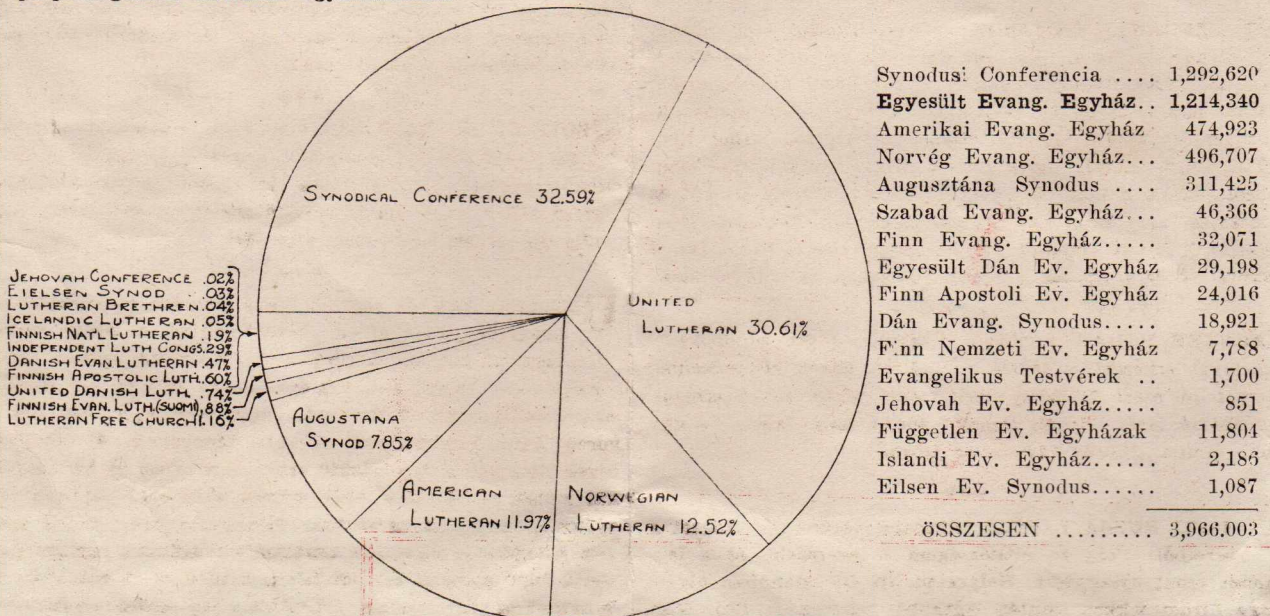 SYNODICAL CONFERENCE 32.59%
UNITED
LUTHERAN 30.61%
NORWEGIAN
LUTHERAN 12.52%
AMERICAN
LUTHERAN 11.97%
AUGUSTANA
SYNOD 7.85%
JEHOVAH CONFERENCE .02%
EIELSEN SYNOD .03%
LUTHERAN BRETHREN .04%
ICELANDIC LUTHERAN .05%
FINNISH NAT'L LUTHERAN .19%
INDEPENDENT LUTH CONGS .29%
DANISH EVAN LUTHERAN .47%
FINNISH APOSTOLIC LUTH. .60%
UNITED DANISH LUTH. .74%
FINNISH EVAN. LUTH.(SUOMI) .88%
LUTHERAN FREE CHURCH 1.16%
Synodusi Conferencia .... 1,292,620
Egyesült Evang. Egyház.. 1,214,340
Amerikai Evang. Egyház 474,923
Norvég Evang. Egyház... 496,707
Augusztána Synodus .... 311,425
Szabad Evang. Egyház... 46,366
Finn Evang. Egyház..... 32,071
Egyesült Dán Ev. Egyház 29,198
Finn Apostoli Ev. Egyház 24,016
Dán Evang. Synodus..... 18,921
Finn Nemzeti Ev. Egyház 7,788
Evangelikus Testvérek .. 1,700
Jehovah Ev. Egyház..... 851
Független Ev. Egyházak 11,804
Islandi Ev. Egyház...... 2,186
Eilsen Ev. Synodus...... 1,087
öSSZESEN ......... 3,966.003